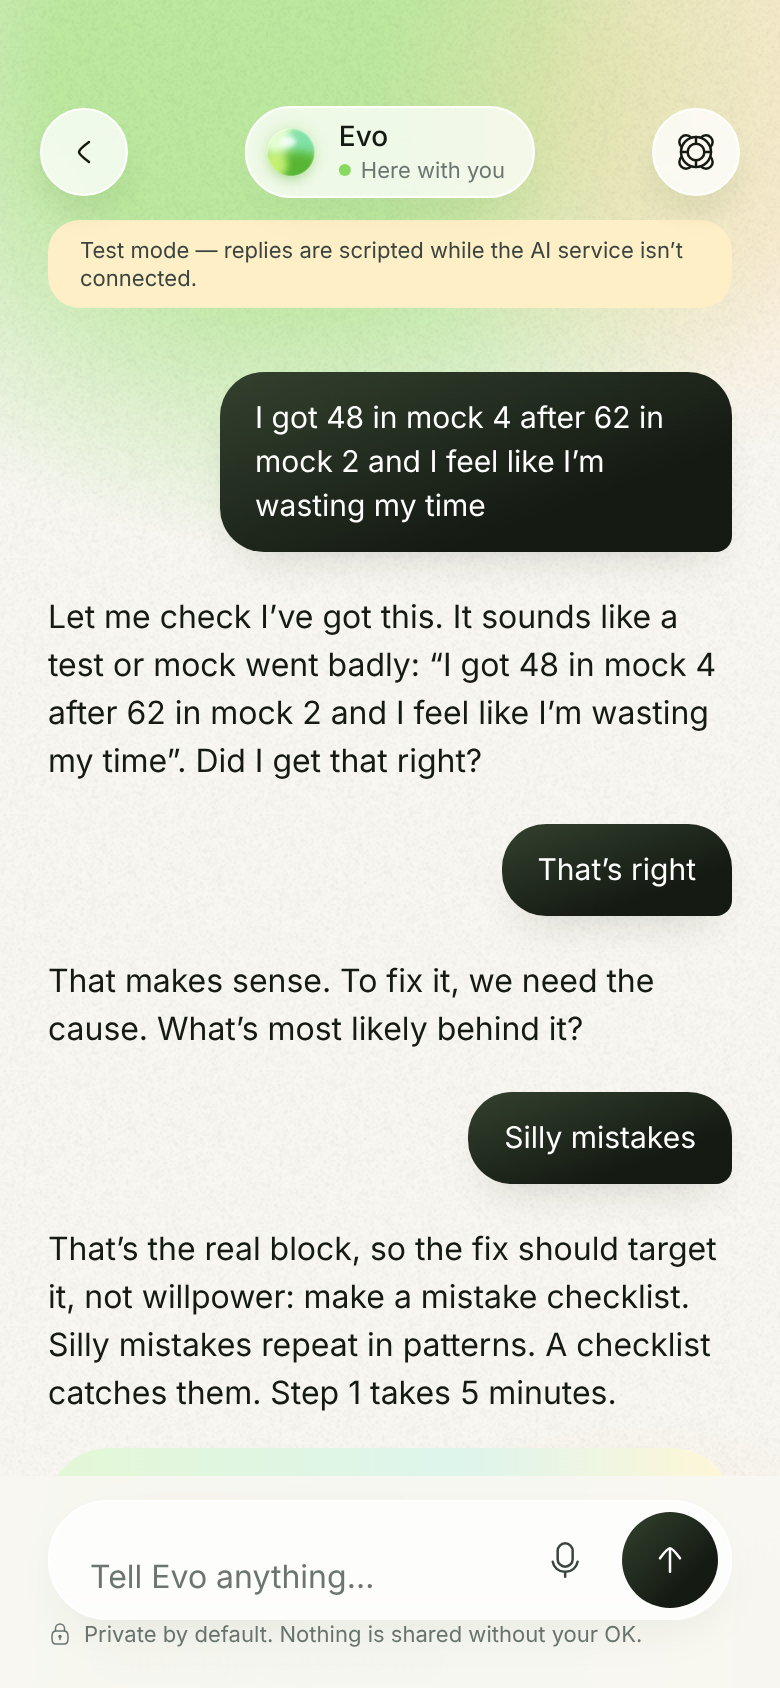 Evo
Here with you
Test mode — replies are scripted while the AI service isn’t
connected.
I got 48 in mock 4 after 62 in
mock 2 and I feel like I’m
wasting my time
Let me check I’ve got this. It sounds like a
test or mock went badly: “I got 48 in mock 4
after 62 in mock 2 and I feel like I’m wasting
my time”. Did I get that right?
That’s right
That makes sense. To fix it, we need the
cause. What’s most likely behind it?
Silly mistakes
That’s the real block, so the fix should target
it, not willpower: make a mistake checklist.
Silly mistakes repeat in patterns. A checklist
catches them. Step 1 takes 5 minutes.
Tell Evo anything...
Private by default. Nothing is shared without your OK.